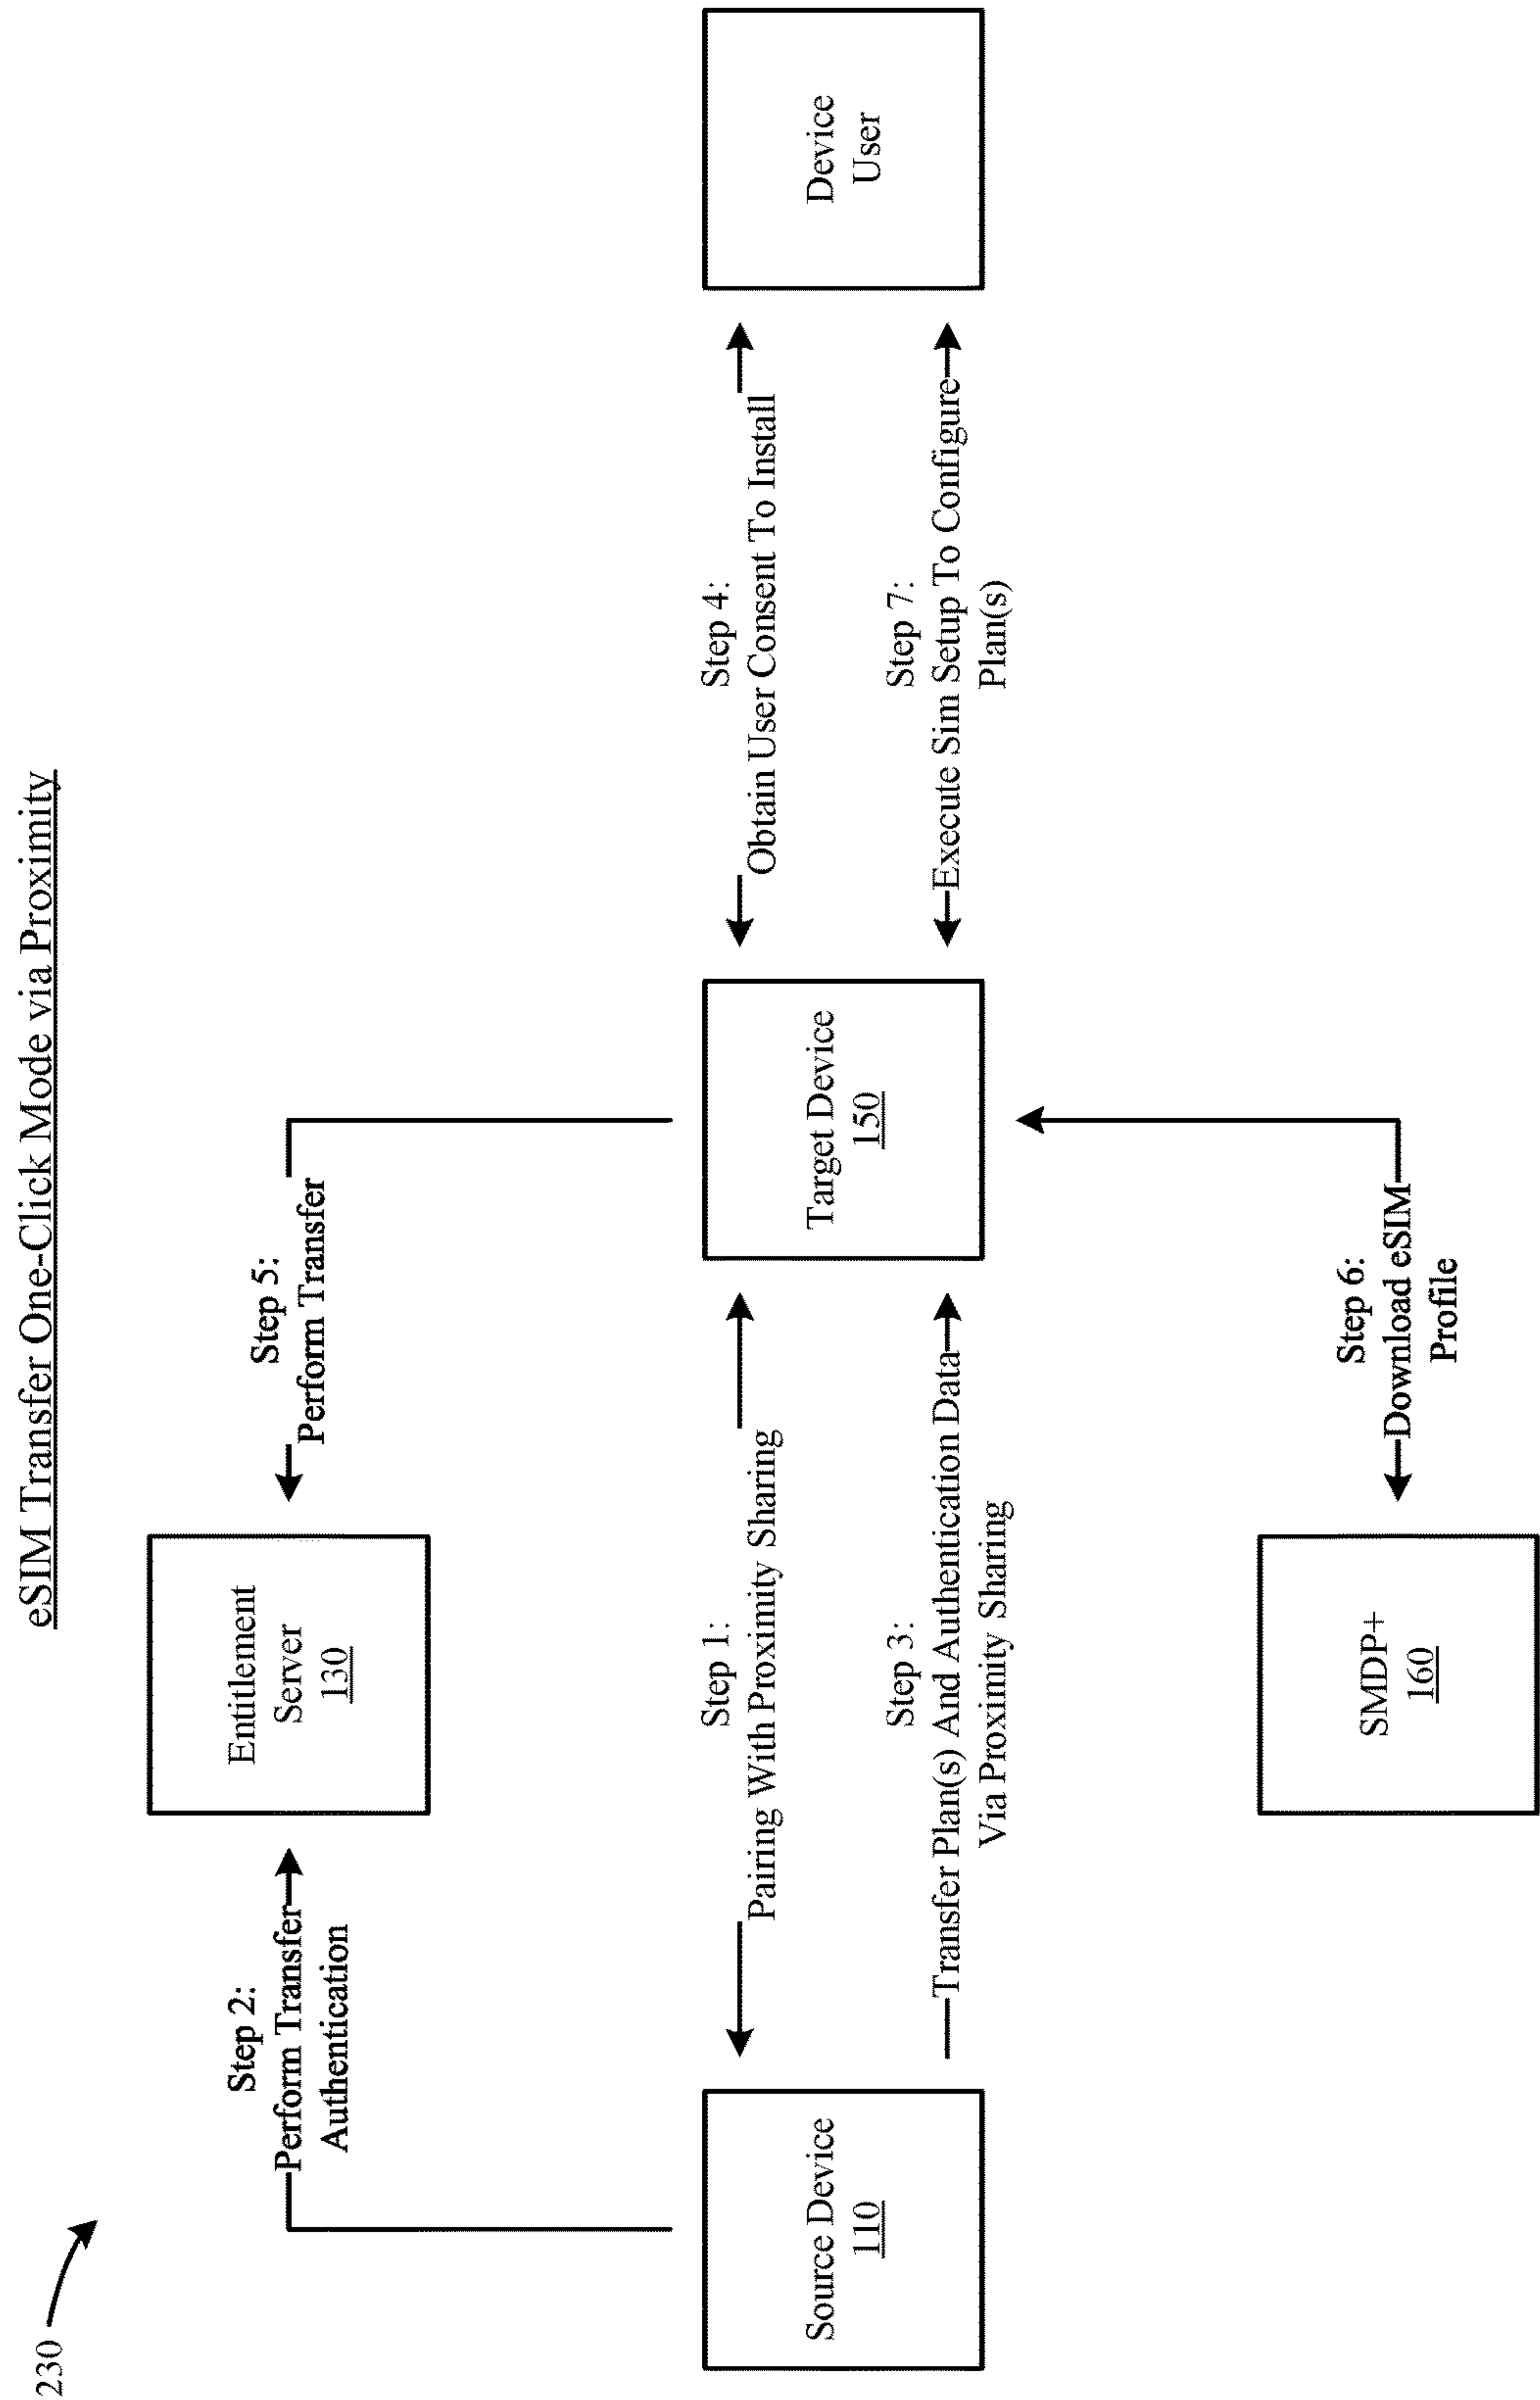 eSIM Transfer One-Click Mode via Proximity
230
Step 2:
Perform Transfer
Authentication
Entitlement
Server
130
Step 5:
Perform Transfer
Source Device
110
Step 1:
Pairing With Proximity Sharing
Step 3:
Transfer Plan(s) And Authentication Data
Via Proximity Sharing
Target Device
150
Step 4:
Obtain User Consent To Install
Step 7:
Execute Sim Setup To Configure
Plan(s)
Device
User
SMDP+
160
Step 6:
Download eSIM
Profile